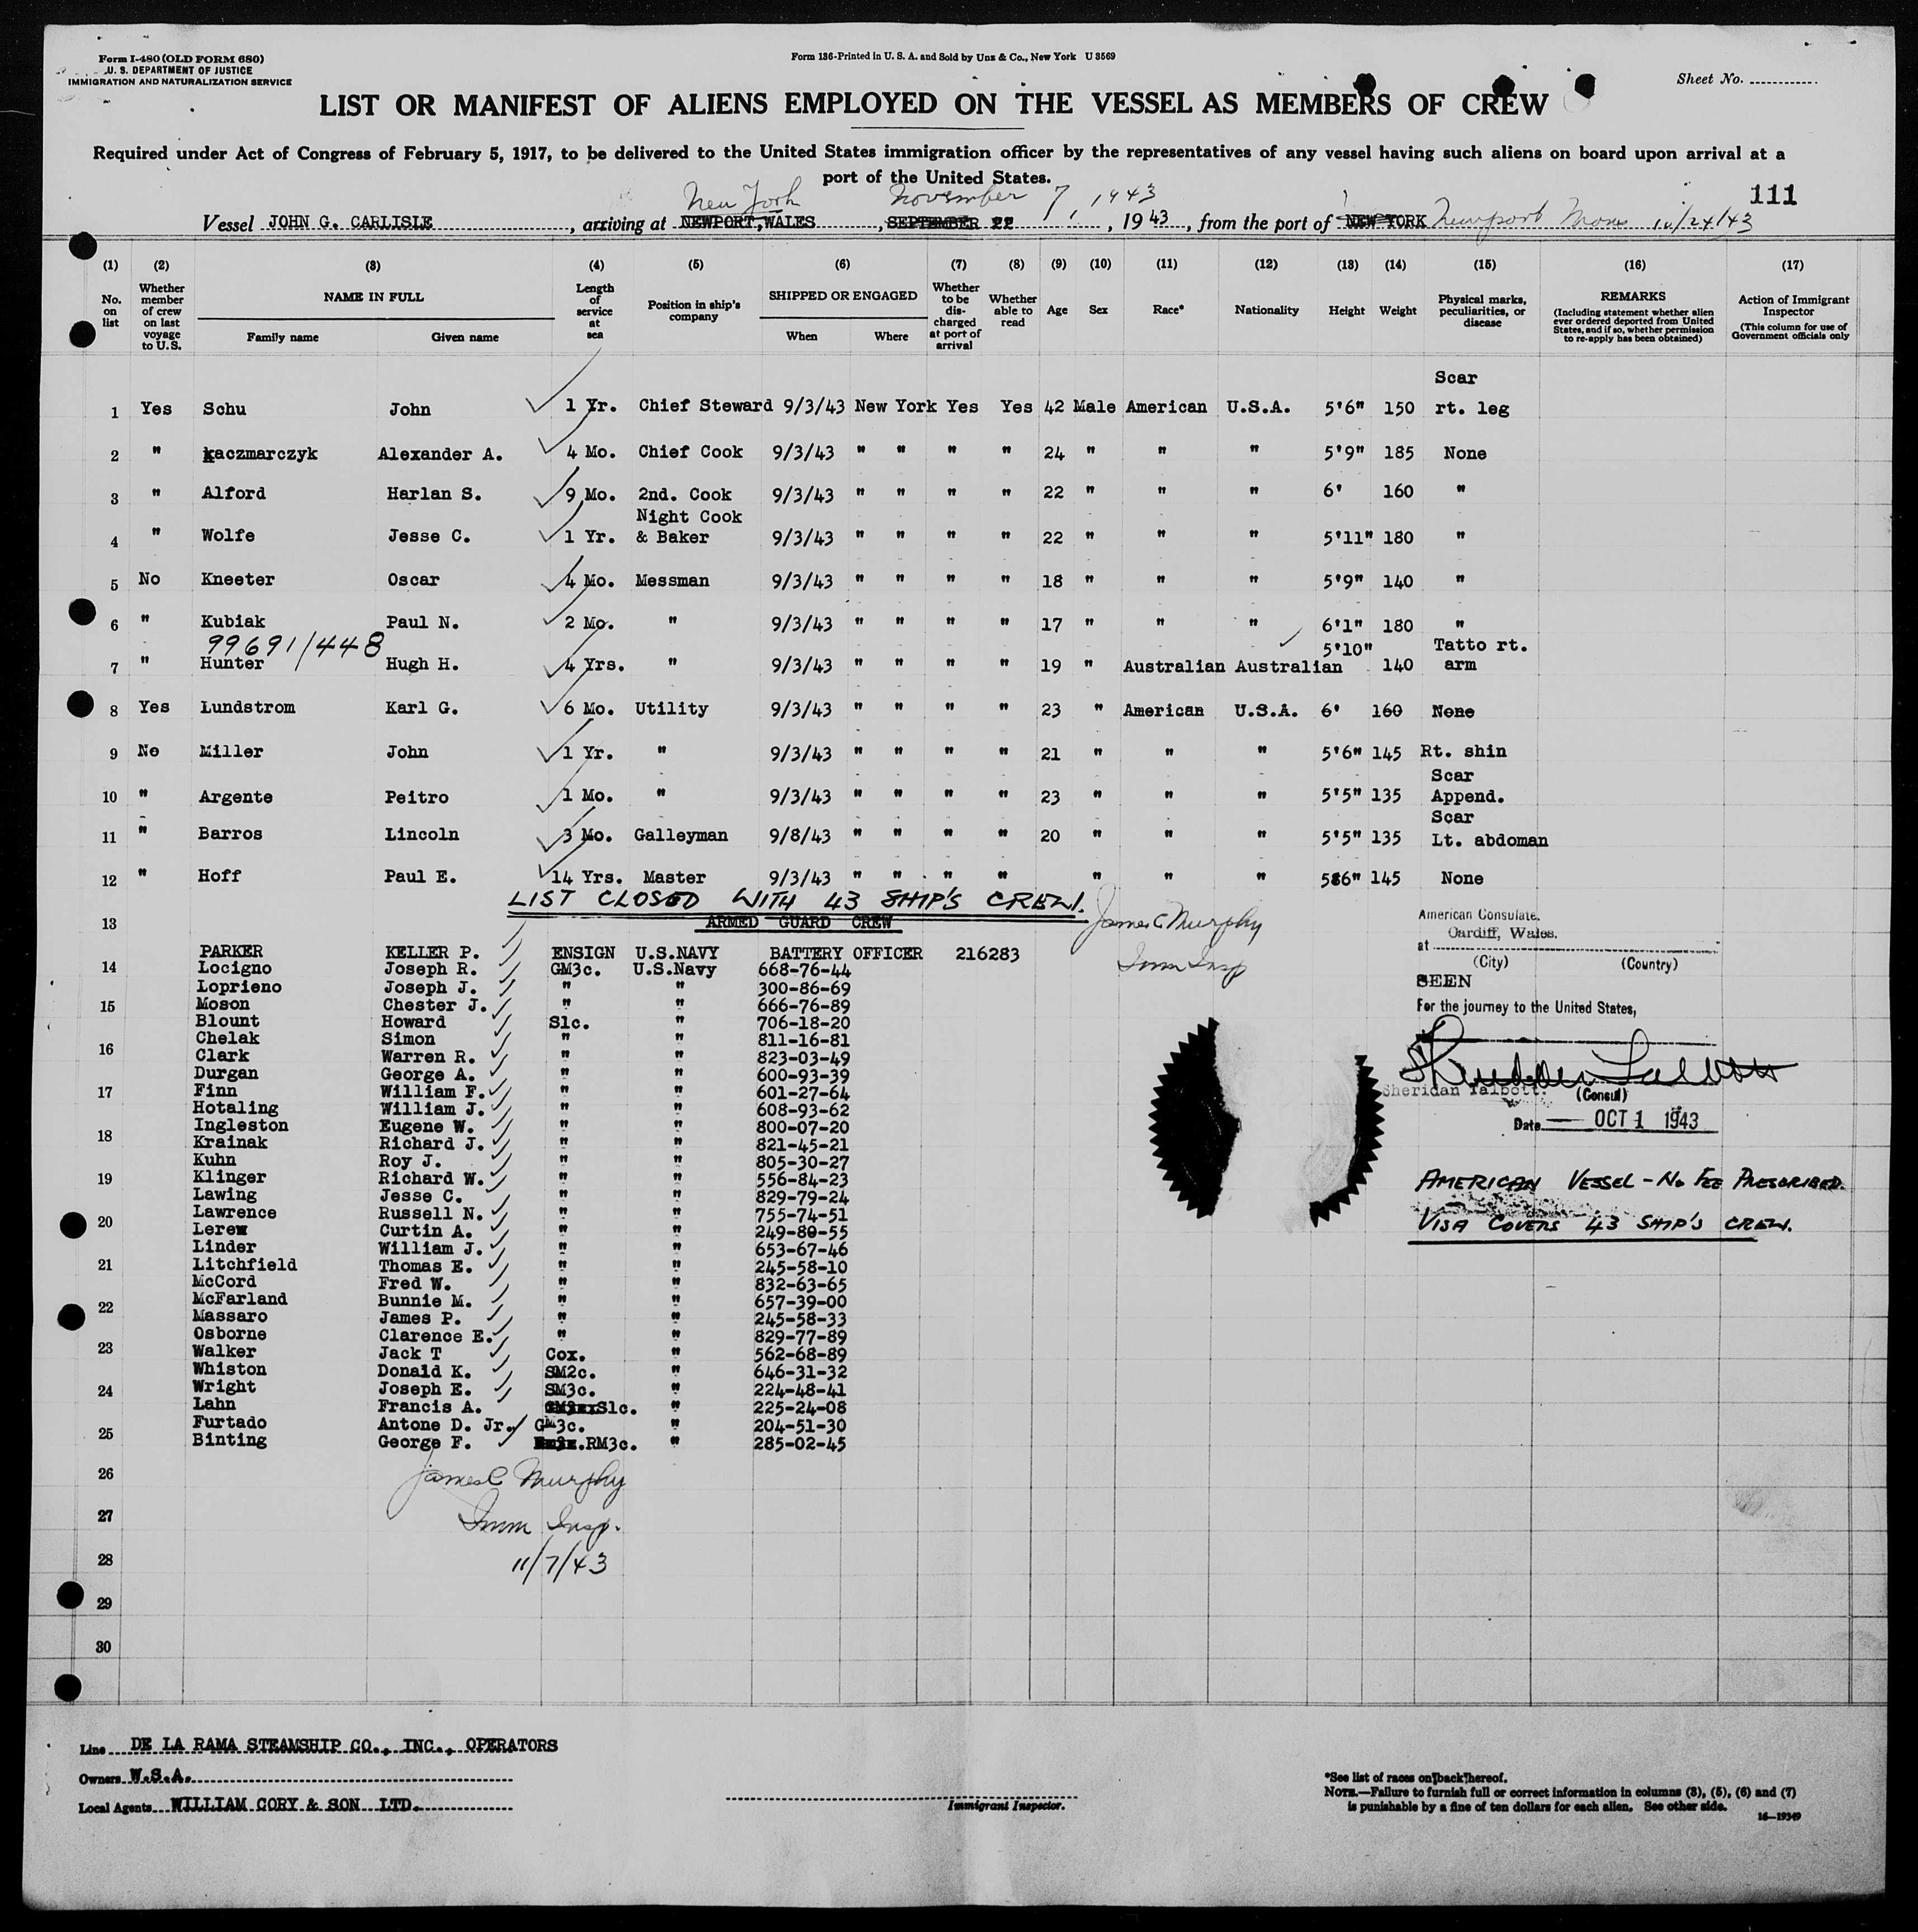 Form I-480 (OLD FORM 680)
U. S. DEPARTMENT OF JUSTICE
IMMIGRATION AND NATURALIZATION SERVICE
Form 136-Printed in U. S. A. and Sold by Unz & Co., New York U 3569
Sheet No.
LIST OR MANIFEST OF ALIENS EMPLOYED ON THE VESSEL AS MEMBERS OF CREW
Required under Act of Congress of February 5, 1917, to be delivered to the United States immigration officer by the representatives of any vessel having such aliens on board upon arrival at a
port of the United States.
111
New York November 7, 1943
Vessel JOHN G. CARLISLE, arriving at NEWPORT, WALES, SEPTEMBER 22, 1943, from the port of NEW YORK Newport Mons 10/24/43
(1) (2) (3) (4) (5) (6) (7) (8) (9) (10) (11) (12) (13) (14) (15) (16) (17)
No. on list
Whether member of crew on last voyage to U.S.
NAME IN FULL
Family name Given name
Length of service at sea
Position in ship's company
SHIPPED OR ENGAGED
When Where
Whether to be discharged at port of arrival
Whether able to read
Age
Sex
Race*
Nationality
Height
Weight
Physical marks, peculiarities, or disease
REMARKS
(Including statement whether alien ever ordered deported from United States, and if so, whether permission to re-apply has been obtained)
Action of Immigrant Inspector
(This column for use of Government officials only
1 Yes Schu John 1 Yr. Chief Steward 9/3/43 New York Yes Yes 42 Male American U.S.A. 5'6" 150 Scar rt. leg
2 " kaczmarczyk Alexander A. 4 Mo. Chief Cook 9/3/43 " " " " 24 " " " 5'9" 185 None
3 " Alford Harlan S. 9 Mo. 2nd. Cook 9/3/43 " " " " 22 " " " 6' 160 "
4 " Wolfe Jesse C. 1 Yr. Night Cook & Baker 9/3/43 " " " " 22 " " " 5'11" 180 "
5 No Kneeter Oscar 4 Mo. Messman 9/3/43 " " " " 18 " " " 5'9" 140 "
6 " Kubiak Paul N. 2 Mo. " 9/3/43 " " " " 17 " " " 6'1" 180 "
99691/448
7 " Hunter Hugh H. 4 Yrs. " 9/3/43 " " " " 19 " Australian Australian 5'10" 140 Tatto rt. arm
8 Yes Lundstrom Karl G. 6 Mo. Utility 9/3/43 " " " " 23 " American U.S.A. 6' 160 None
9 No Miller John 1 Yr. " 9/3/43 " " " " 21 " " " 5'6" 145 Rt. shin
10 " Argente Peitro 1 Mo. " 9/3/43 " " " " 23 " " " 5'5" 135 Scar Append.
11 " Barros Lincoln 3 Mo. Galleyman 9/8/43 " " " " 20 " " " 5'5" 135 Scar Lt. abdoman
12 " Hoff Paul E. 14 Yrs. Master 9/3/43 " " " " " " " 586" 145 None
LIST CLOSED WITH 43 SHIP'S CREW.
James C Murphy
Imm Insp
13 ARMED GUARD CREW
PARKER KELLER P. ENSIGN U.S.NAVY BATTERY OFFICER 216283
14 Locigno Joseph R. GM3c. U.S.Navy 668-76-44
Loprieno Joseph J. " " 300-86-69
15 Moson Chester J. " " 666-76-89
Blount Howard S1c. " 706-18-20
Chelak Simon " " 811-16-81
16 Clark Warren R. " " 823-03-49
Durgan George A. " " 600-93-39
17 Finn William F. " " 601-27-64
Hotaling William J. " " 608-93-62
Ingleston Eugene W. " " 800-07-20
18 Krainak Richard J. " " 821-45-21
Kuhn Roy J. " " 805-30-27
19 Klinger Richard W. " " 556-84-23
Lawing Jesse C. " " 829-79-24
Lawrence Russell N. " " 755-74-51
20 Lerew Curtin A. " " 249-80-55
Linder William J. " " 653-67-46
21 Litchfield Thomas E. " " 245-58-10
McCord Fred W. " " 832-63-65
McFarland Bunnie M. " " 657-39-00
22 Massaro James P. " " 245-58-33
Osborne Clarence E. " " 829-77-89
23 Walker Jack T Cox. " 562-68-89
Whiston Donald K. SM2c. " 646-31-32
24 Wright Joseph E. SM3c. " 224-48-41
Lahn Francis A. S1c. " 225-24-08
Furtado Antone D. Jr. GM3c. " 204-51-30
25 Binting George F. RM3c. " 285-02-45
26
James C Murphy
27
Imm Insp.
28
11/7/43
29
30
American Consulate.
at Cardiff, Wales.
(City) (Country)
SEEN
For the journey to the United States,
Sheridan Talbott
Sheridan Talbott.
(Consul)
Date OCT 1 1943
AMERICAN VESSEL - No FEE PRESCRIBED.
VISA COVERS 43 SHIP'S CREW.
Line DE LA RAMA STEAMSHIP CO., INC., OPERATORS
Owners W.S.A.
Local Agents WILLIAM CORY & SON LTD.
Immigrant Inspector.
*See list of races on back hereof.
NOTE.—Failure to furnish full or correct information in columns (3), (5), (6) and (7)
is punishable by a fine of ten dollars for each alien. See other side.
16-19349